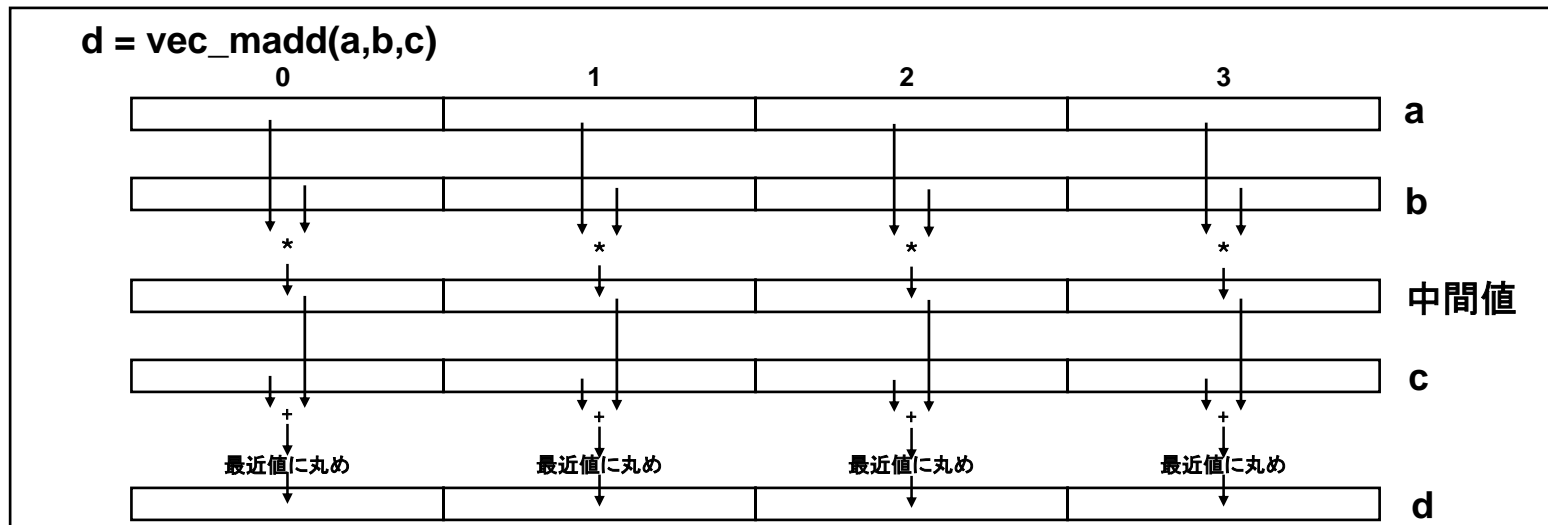 d = vec_madd(a,b,c)
0 1 2 3
a
b
* * * *
中間値
c
+ + + +
最近値に丸め 最近値に丸め 最近値に丸め 最近値に丸め
d